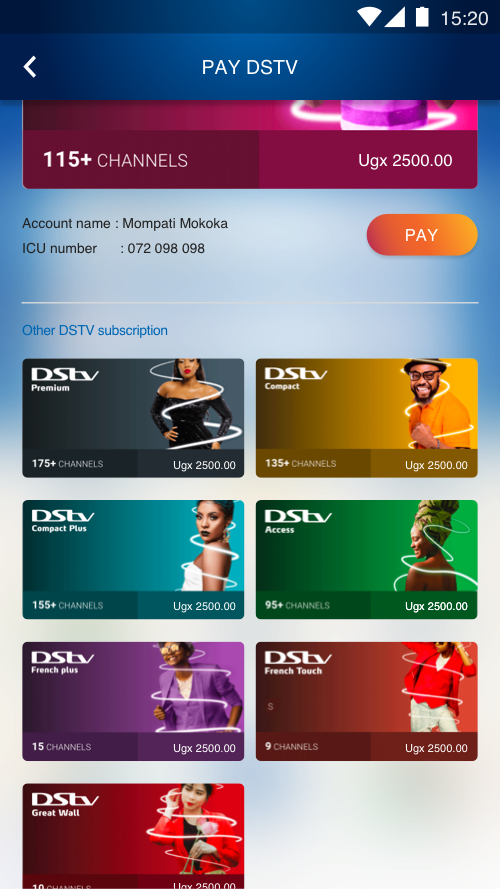 15:20
PAY DSTV
115+ CHANNELS Ugx 2500.00
Account name : Mompati Mokoka
ICU number : 072 098 098
PAY
Other DSTV subscription
DStv
Premium
175+ CHANNELS Ugx 2500.00
DStv
Compact
135+ CHANNELS Ugx 2500.00
DStv
Compact Plus
155+ CHANNELS Ugx 2500.00
DStv
Access
95+ CHANNELS Ugx 2500.00
DStv
French plus
15 CHANNELS Ugx 2500.00
DStv
French Touch
S
9 CHANNELS Ugx 2500.00
DStv
Great Wall
10 CHANNELS Ugx 2500.00